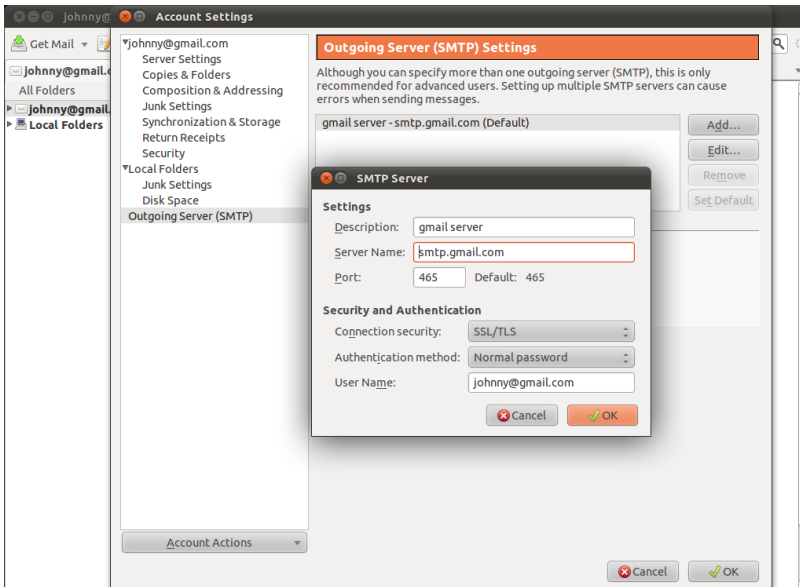 johnny@
Account Settings
Get Mail
johnny@gmail.c
All Folders
johnny@gmail.
Local Folders
johnny@gmail.com
Server Settings
Copies & Folders
Composition & Addressing
Junk Settings
Synchronization & Storage
Return Receipts
Security
Local Folders
Junk Settings
Disk Space
Outgoing Server (SMTP)
Account Actions
Outgoing Server (SMTP) Settings
Although you can specify more than one outgoing server (SMTP), this is only
recommended for advanced users. Setting up multiple SMTP servers can cause
errors when sending messages.
gmail server - smtp.gmail.com (Default)
Add...
Edit...
Remove
Set Default
SMTP Server
Settings
Description: gmail server
Server Name: smtp.gmail.com
Port: 465 Default: 465
Security and Authentication
Connection security: SSL/TLS
Authentication method: Normal password
User Name: johnny@gmail.com
Cancel OK
Cancel OK